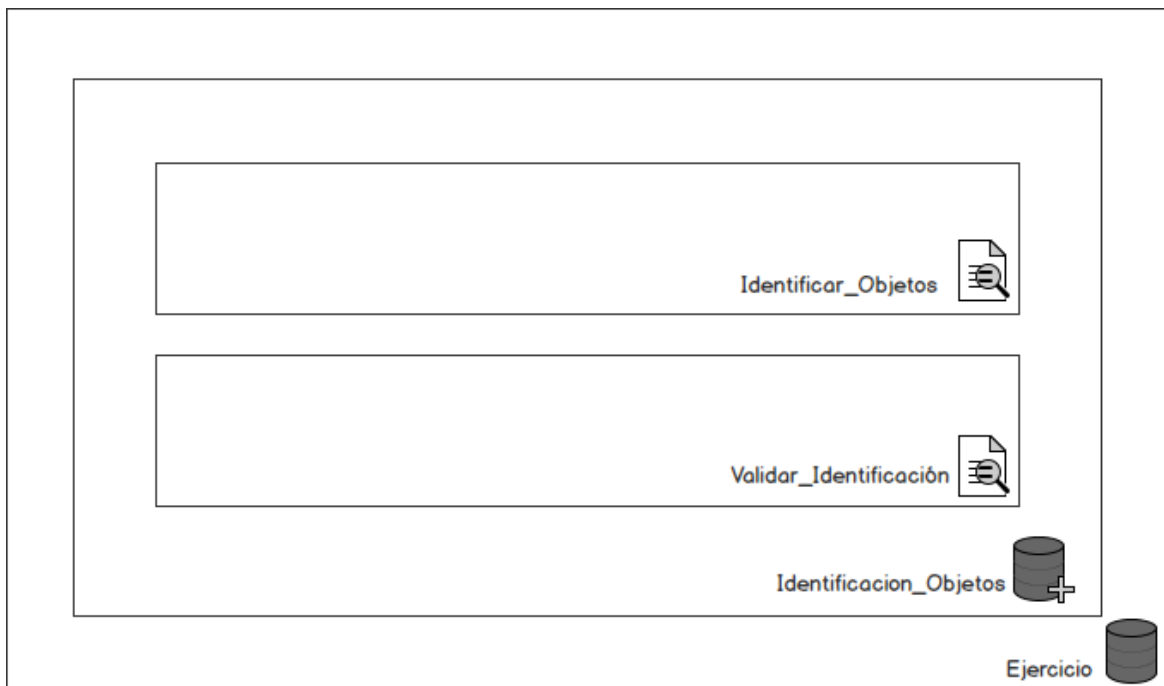 Identificar_Objetos
Validar_Identificación
Identificacion_Objetos
Ejercicio